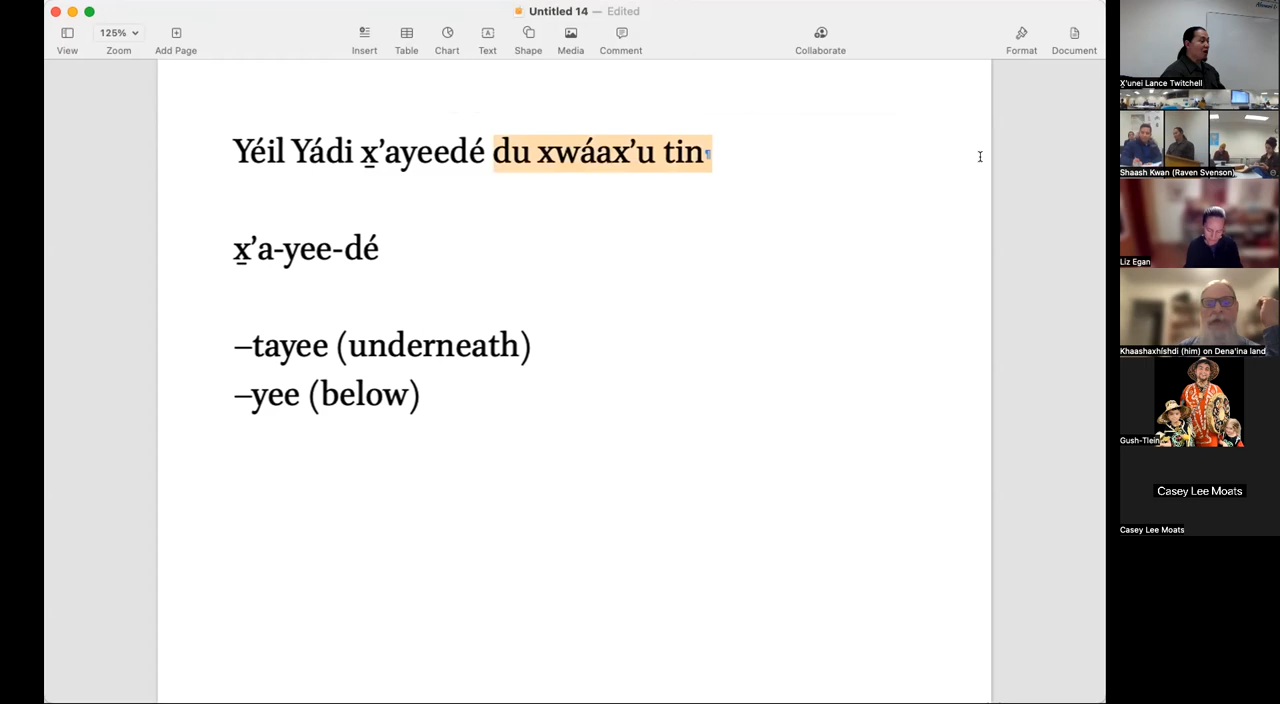 Untitled 14 — Edited
125%
View Zoom Add Page Insert Table Chart Text Shape Media Comment Collaborate Format Document
Yéil Yádi x̱’ayeedé du xwáax’u tin
x̱’a-yee-dé
–tayee (underneath)
–yee (below)
X̱'unei Lance Twitchell
Shaash Kwan (Raven Svenson)
Liz Egan
Khaashaxhíshdi (him) on Dena'ina land
Gush-Tlein
Casey Lee Moats
Casey Lee Moats